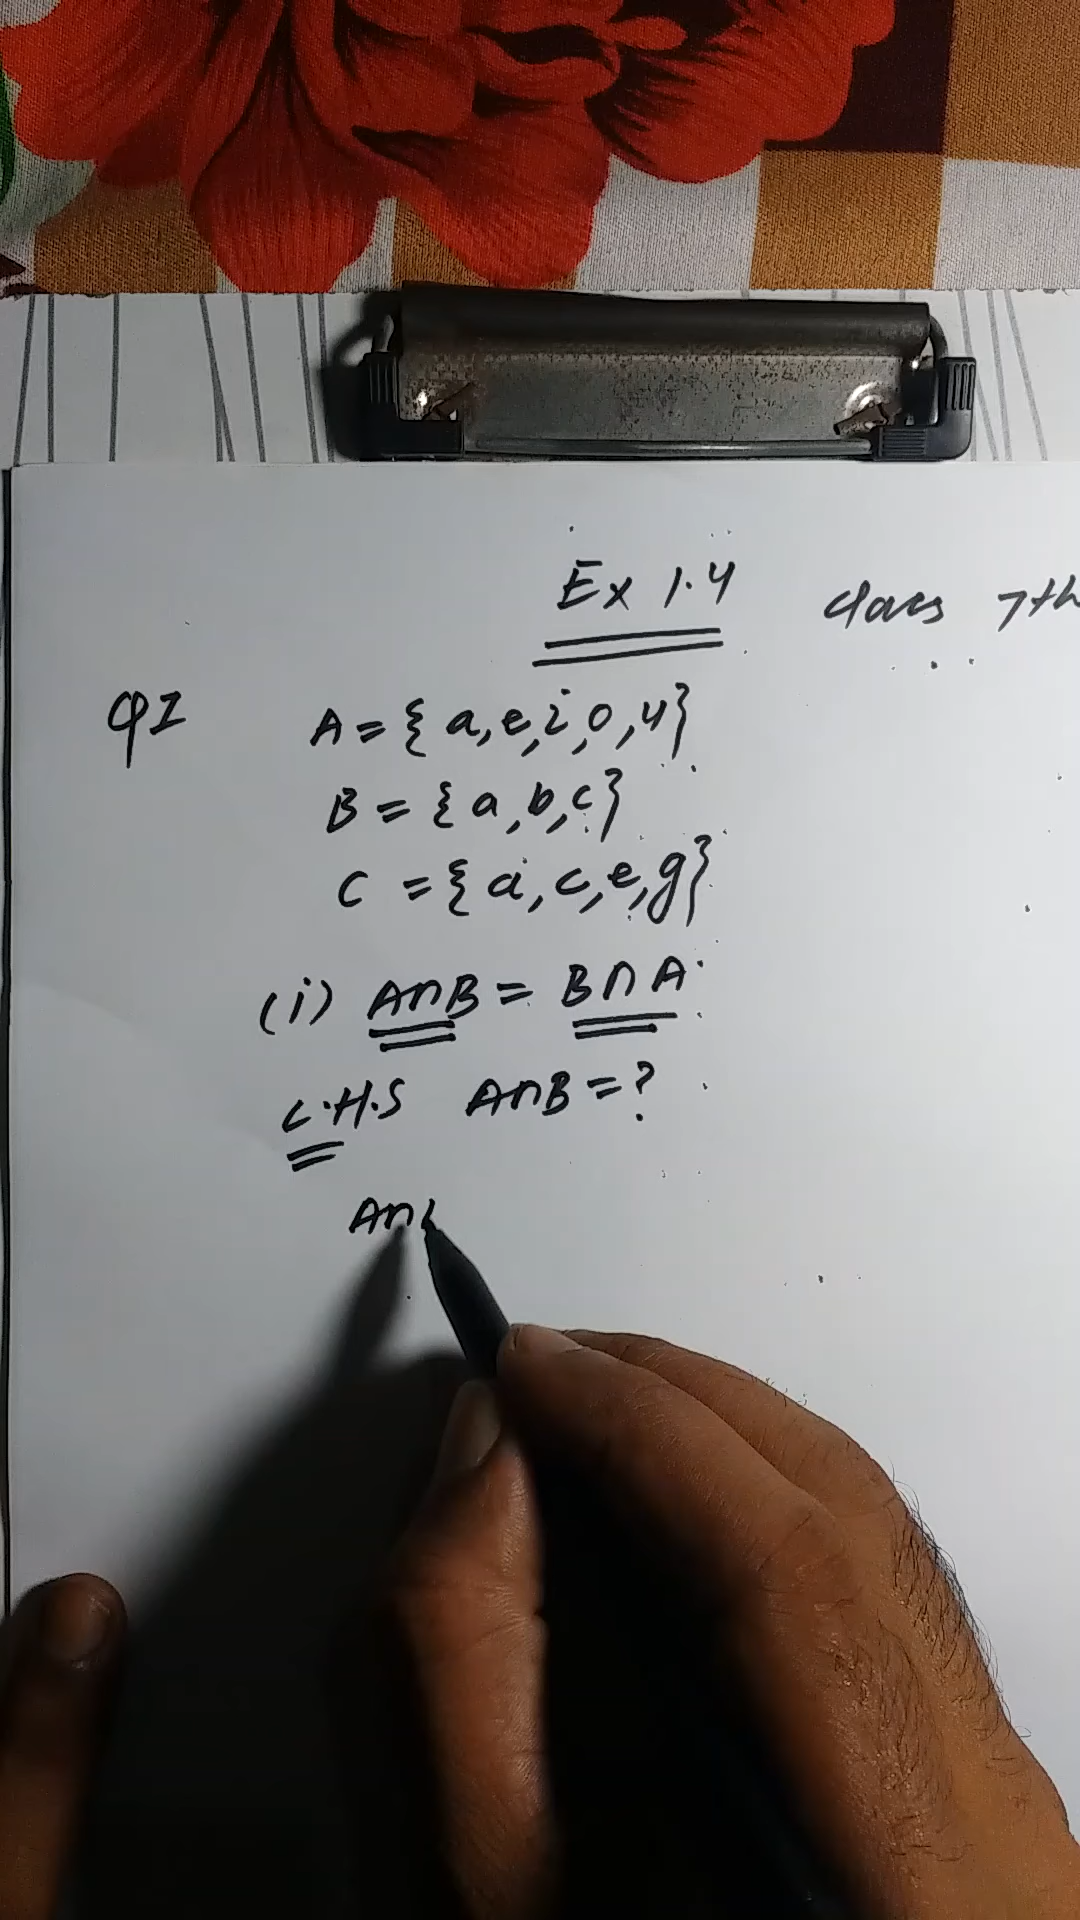 Ex 1.4 class 7th
Q1 A = { a, e, i, o, u}
B = { a, b, c}
C = { a, c, e, g}
(i) A∩B = B∩A
L.H.S A∩B = ?
A∩